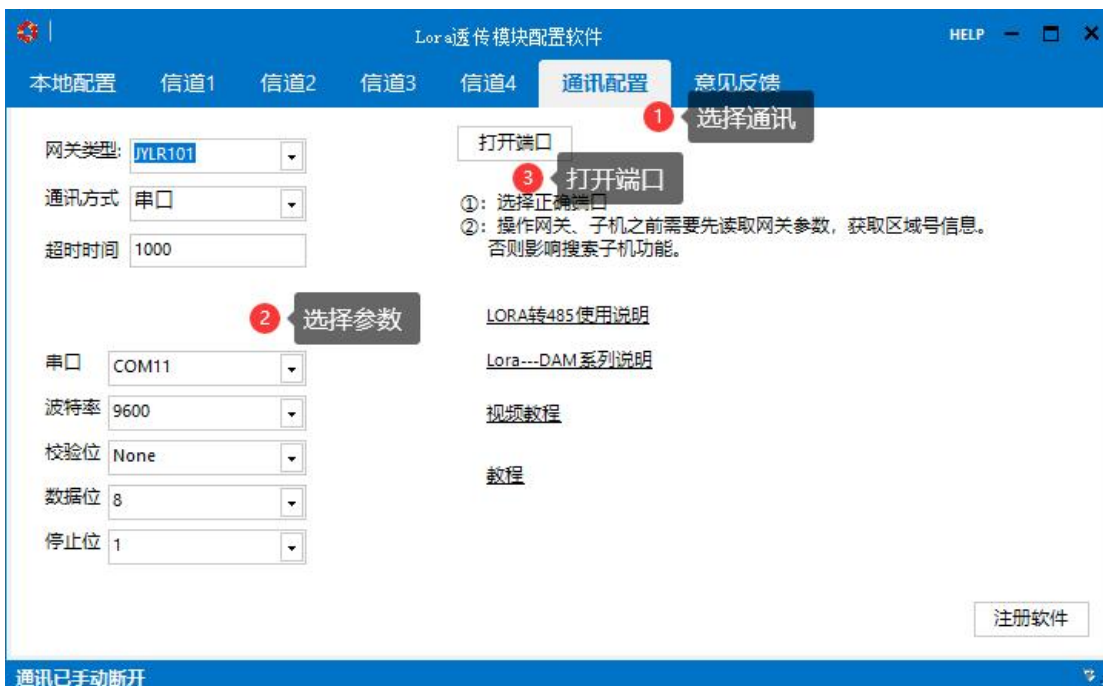 Lora透传模块配置软件
HELP
本地配置 信道1 信道2 信道3 信道4 通讯配置 意见反馈
1 选择通讯
网关类型: JYLR101
打开端口
3 打开端口
通讯方式 串口
①：选择正确端口
②：操作网关、子机之前需要先读取网关参数，获取区域号信息。
否则影响搜素子机功能。
超时时间 1000
2 选择参数
LORA转485使用说明
串口 COM11
Lora---DAM系列说明
波特率 9600
视频教程
校验位 None
教程
数据位 8
停止位 1
注册软件
通讯已手动断开